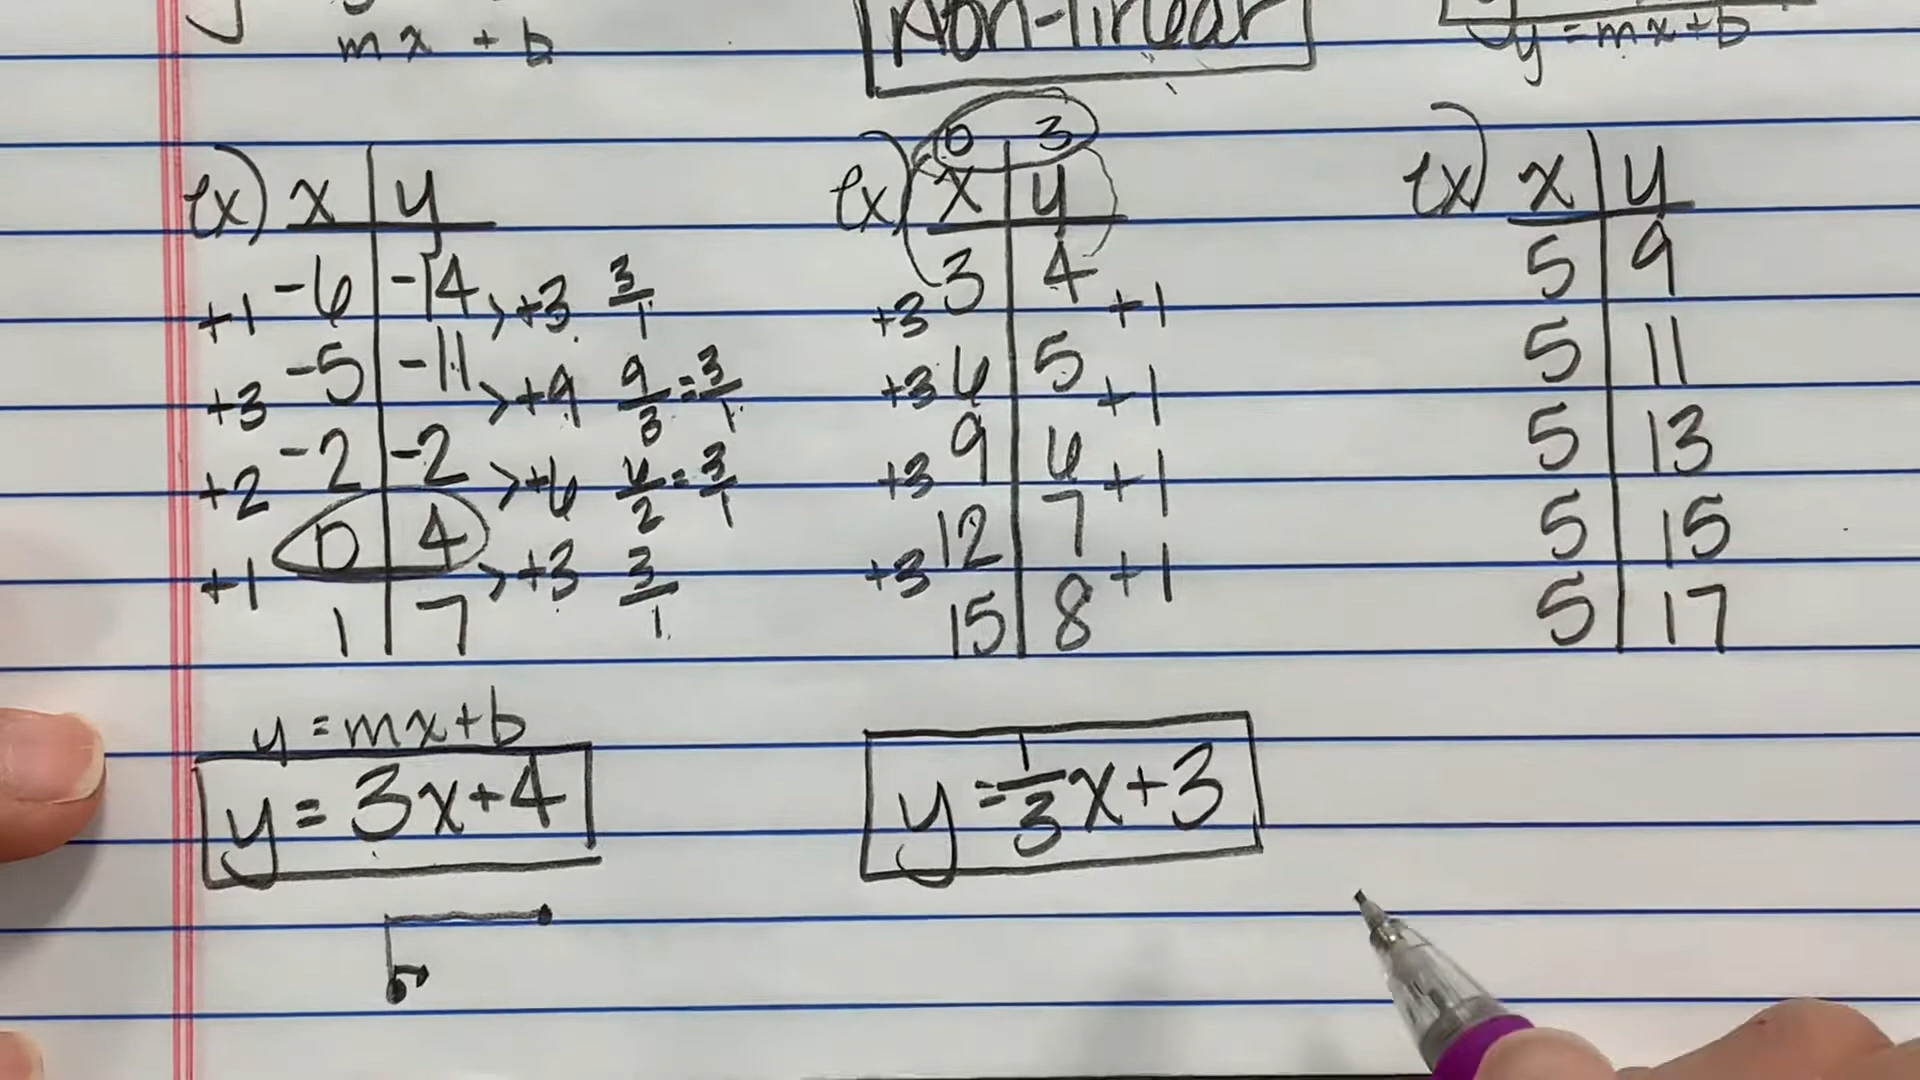 mx + b
Non-linear
y=mx+b
ex) x y
+1 -6 -14 > +3 3/1
+3 -5 -11 > +9 9/3 = 3/1
+2 -2 -2 > +6 6/2 = 3/1
+1 0 4 > +3 3/1
1 7
y = mx+b
y = 3x+4
0 3
ex) x y
+3 3 4 +1
+3 6 5 +1
+3 9 6 +1
+3 12 7 +1
15 8
y = 1/3x+3
ex) x y
5 9
5 11
5 13
5 15
5 17